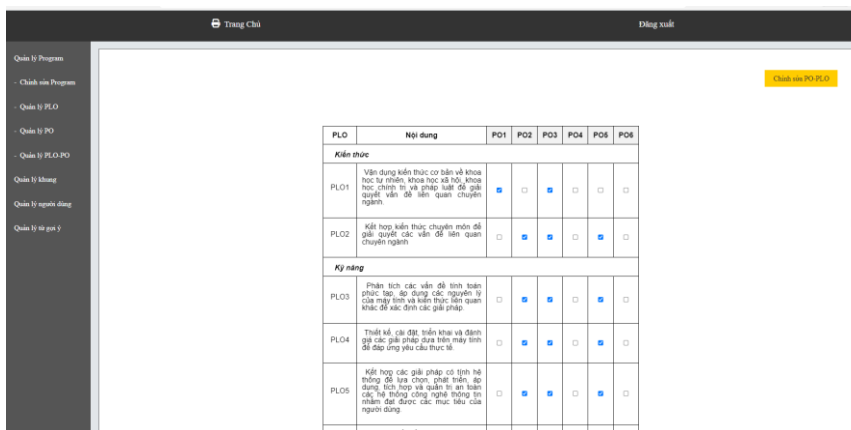 Trang Chủ
Đăng xuất
Quản lý Program
- Chỉnh sửa Program
- Quản lý PLO
- Quản lý PO
- Quản lý PLO-PO
Quản lý khung
Quản lý người dùng
Quản lý từ gợi ý
Chỉnh sửa PO-PLO
PLO Nội dung PO1 PO2 PO3 PO4 PO5 PO6
Kiến thức
Vận dụng kiến thức cơ bản về khoa
học tự nhiên, khoa học xã hội, khoa
học chính trị và pháp luật để giải
PLO1
quyết vấn đề liên quan chuyên
ngành.
Kết hợp kiến thức chuyên môn để
PLO2
giải quyết các vấn đề liên quan
chuyên ngành
Kỹ năng
Phân tích các vấn đề tính toán
phức tạp, áp dụng các nguyên lý
PLO3
của máy tính và kiến thức liên quan
khác để xác định các giải pháp.
Thiết kế, cài đặt, triển khai và đánh
PLO4
giá các giải pháp dựa trên máy tính
để đáp ứng yêu cầu thực tế.
Kết hợp các giải pháp có tính hệ
thống để lựa chọn, phát triển, áp
dụng, tích hợp và quản trị an toàn
PLO5
các hệ thống công nghệ thông tin
nhằm đạt được các mục tiêu của
người dùng.